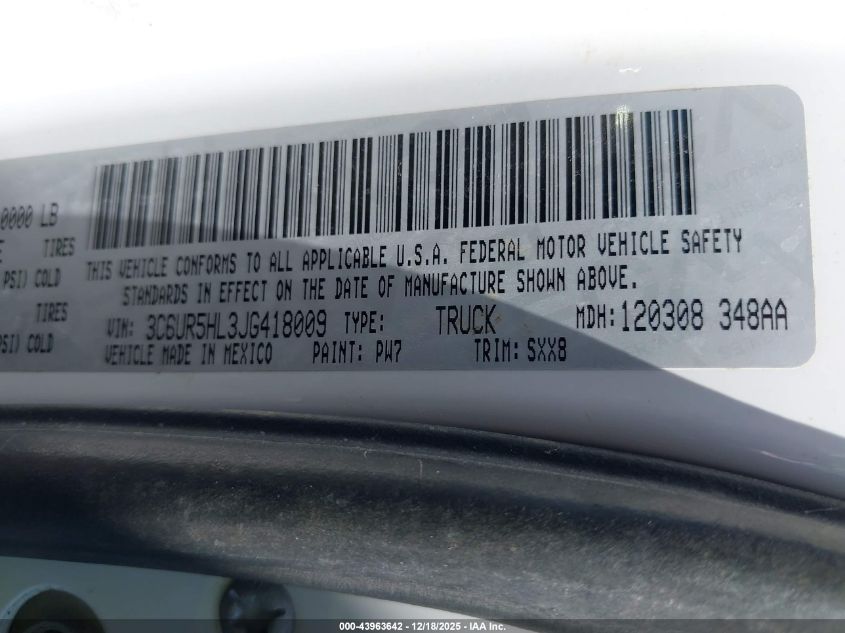 0000 LB
TIRES
PSI) COLD
TIRES
PSI) COLD
THIS VEHICLE CONFORMS TO ALL APPLICABLE U.S.A. FEDERAL MOTOR VEHICLE SAFETY
STANDARDS IN EFFECT ON THE DATE OF MANUFACTURE SHOWN ABOVE.
VIN: 3C6UR5HL3JG418009 TYPE: TRUCK MDH: 120308 348AA
VEHICLE MADE IN MEXICO PAINT: PW7 TRIM: SXX8
000-43963642 - 12/18/2025 - IAA Inc.